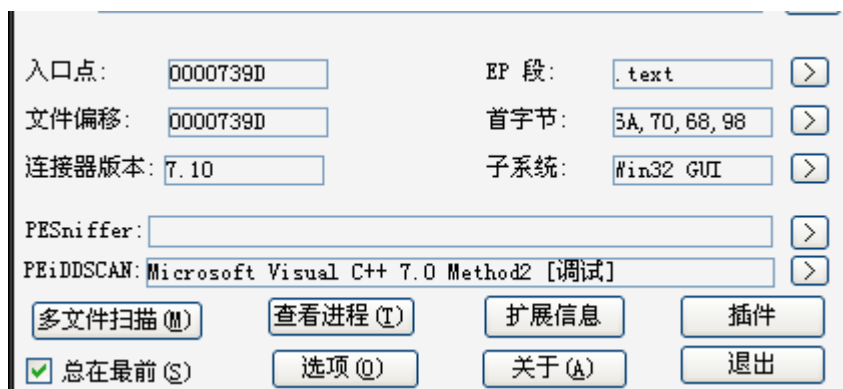 入口点: 0000739D EP 段: .text >
文件偏移: 0000739D 首字节: 3A,70,68,98 >
连接器版本: 7.10 子系统: Win32 GUI >
PESniffer: >
PEiDDSCAN: Microsoft Visual C++ 7.0 Method2 [调试] >
多文件扫描(M) 查看进程(T) 扩展信息 插件
总在最前(S) 选项(O) 关于(A) 退出